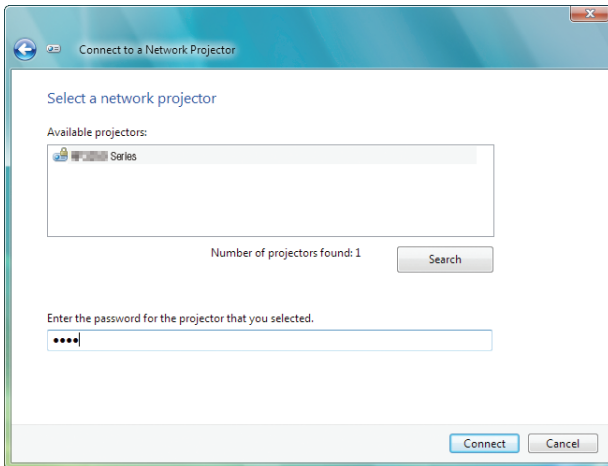 Connect to a Network Projector
Select a network projector
Available projectors:
Series
Number of projectors found: 1
Search
Enter the password for the projector that you selected.
••••
Connect
Cancel